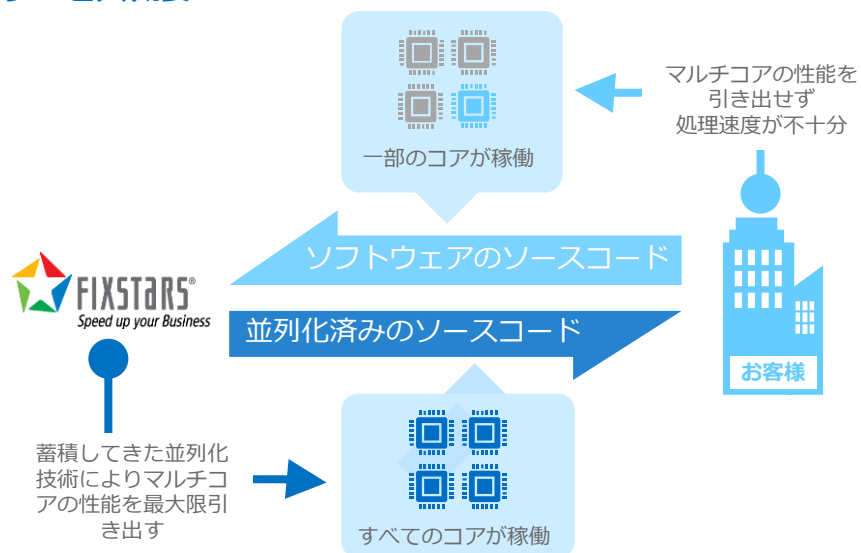 マルチコアの性能を
引き出せず
処理速度が不十分
一部のコアが稼働
ソフトウェアのソースコード
FIXSTARS®
Speed up your Business
並列化済みのソースコード
お客様
蓄積してきた並列化
技術によりマルチコ
アの性能を最大限引
き出す
すべてのコアが稼働